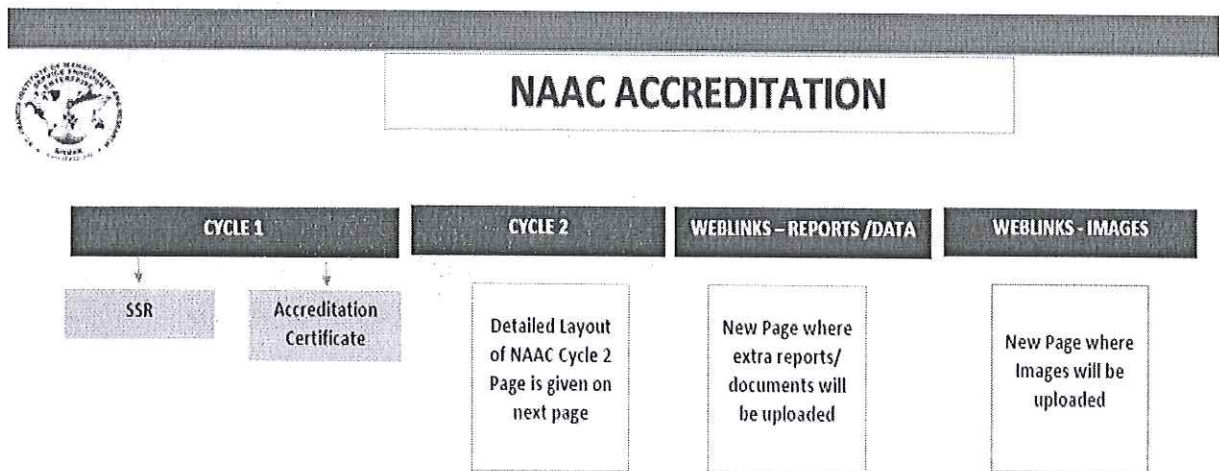 NAAC ACCREDITATION
CYCLE 1
CYCLE 2
WEBLINKS – REPORTS /DATA
WEBLINKS - IMAGES
SSR
Accreditation
Certificate
Detailed Layout
of NAAC Cycle 2
Page is given on
next page
New Page where
extra reports/
documents will
be uploaded
New Page where
Images will be
uploaded